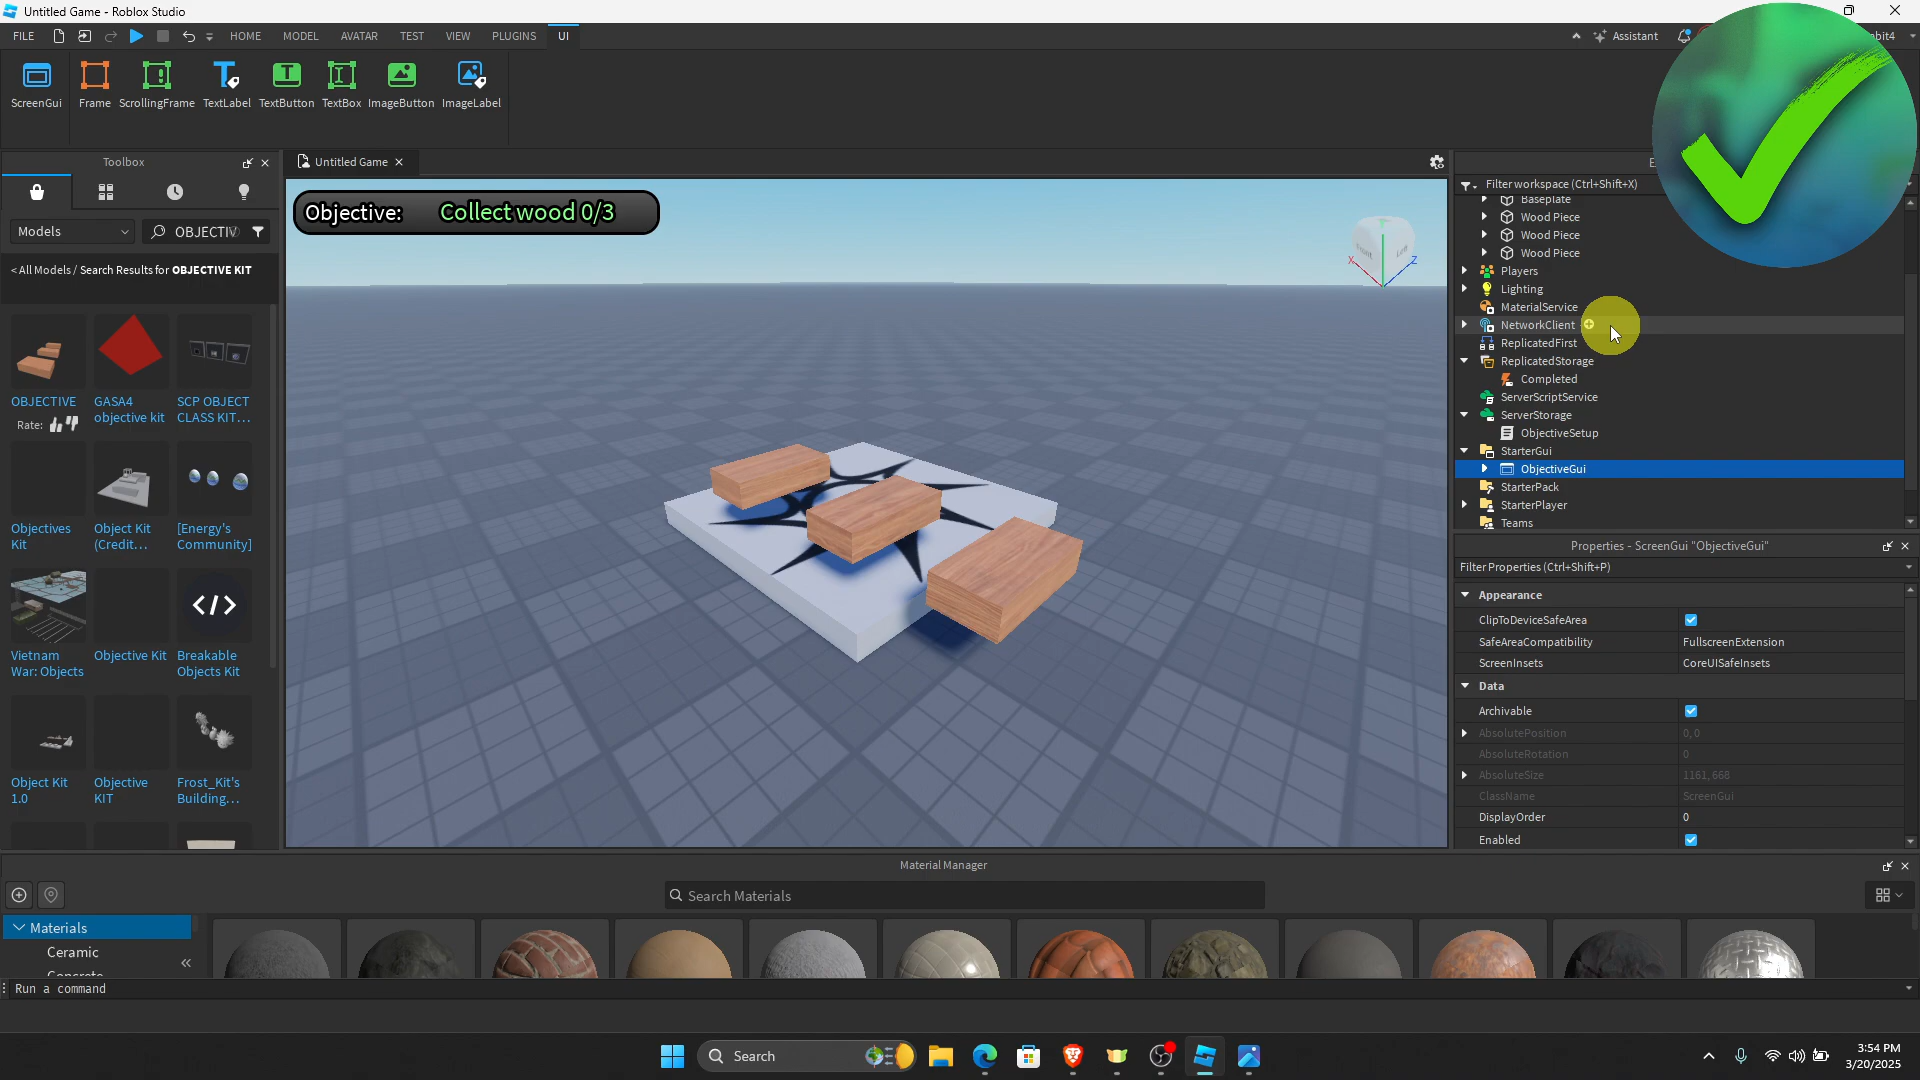 Untitled Game - Roblox Studio
FILE HOME MODEL AVATAR TEST VIEW PLUGINS UI Assistant
ScreenGui Frame ScrollingFrame TextLabel TextButton TextBox ImageButton ImageLabel
Toolbox
Models
OBJECTIV
< All Models / Search Results for OBJECTIVE KIT
OBJECTIVE
Rate:
GASA4
objective kit
SCP OBJECT
CLASS KIT...
Objectives
Kit
Object Kit
(Credit...
[Energy's
Community]
Vietnam
War: Objects
Objective Kit
Breakable
Objects Kit
Object Kit
1.0
Objective
KIT
Frost_Kit's
Building...
Untitled Game
Objective: Collect wood 0/3
X
Z
Filter workspace (Ctrl+Shift+X)
Baseplate
Wood Piece
Wood Piece
Wood Piece
Players
Lighting
MaterialService
NetworkClient
ReplicatedFirst
ReplicatedStorage
Completed
ServerScriptService
ServerStorage
ObjectiveSetup
StarterGui
ObjectiveGui
StarterPack
StarterPlayer
Teams
Properties - ScreenGui "ObjectiveGui"
Filter Properties (Ctrl+Shift+P)
Appearance
ClipToDeviceSafeArea
SafeAreaCompatibility FullscreenExtension
ScreenInsets CoreUISafeInsets
Data
Archivable
AbsolutePosition 0, 0
AbsoluteRotation 0
AbsoluteSize 1161, 668
ClassName ScreenGui
DisplayOrder 0
Enabled
Material Manager
Search Materials
Materials
Ceramic
Concrete
Run a command
Search
3:54 PM
3/20/2025